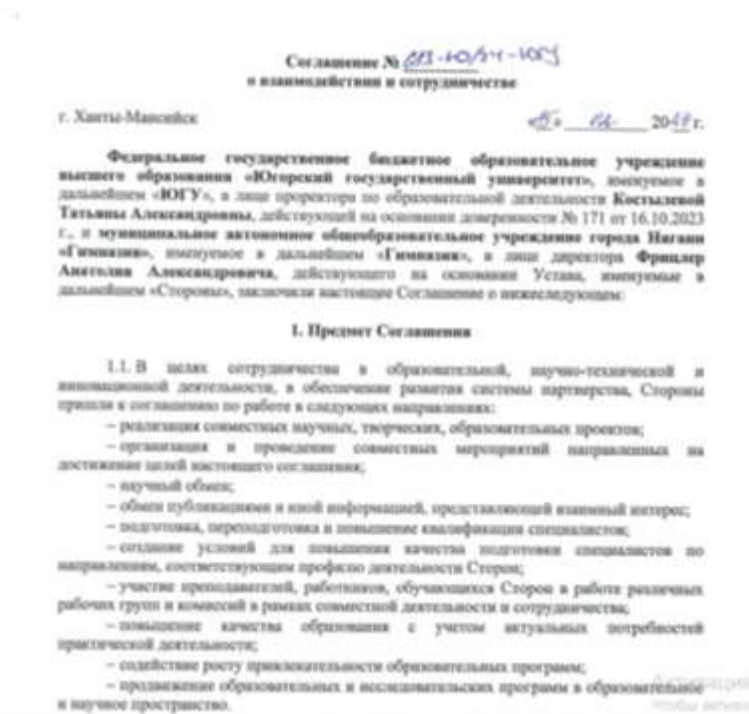 Соглашение №
о взаимодействии и сотрудничестве
г. Ханты-Мансийск 20 г.
Федеральное государственное бюджетное образовательное учреждение
высшего образования «Югорский государственный университет», именуемое в
дальнейшем «ЮГУ», в лице проректора по образовательной деятельности Костылевой
Татьяны Александровны, действующей на основании доверенности № 171 от 16.10.2023
г., и муниципальное автономное общеобразовательное учреждение города Нягани
«Гимназия», именуемое в дальнейшем «Гимназия», в лице директора Фрицлер
Анатолия Александровича, действующего на основании Устава, именуемые в
дальнейшем «Стороны», заключили настоящее Соглашение о нижеследующем:
1. Предмет Соглашения
1.1. В целях сотрудничества в образовательной, научно-технической и
инновационной деятельности, в обеспечение развития системы партнерства, Стороны
пришли к соглашению по работе в следующих направлениях:
– реализация совместных научных, творческих, образовательных проектов;
– организация и проведение совместных мероприятий направленных на
достижение целей настоящего соглашения;
– научный обмен;
– обмен публикациями и иной информацией, представляющей взаимный интерес;
– подготовка, переподготовка и повышение квалификации специалистов;
– создание условий для повышения качества подготовки специалистов по
направлениям, соответствующим профилю деятельности Сторон;
– участие преподавателей, работников, обучающихся Сторон в работе различных
рабочих групп и комиссий в рамках совместной деятельности и сотрудничества;
– повышение качества образования с учетом актуальных потребностей
практической деятельности;
– содействие росту привлекательности образовательных программ;
– продвижение образовательных и исследовательских программ в образовательное
и научное пространство.